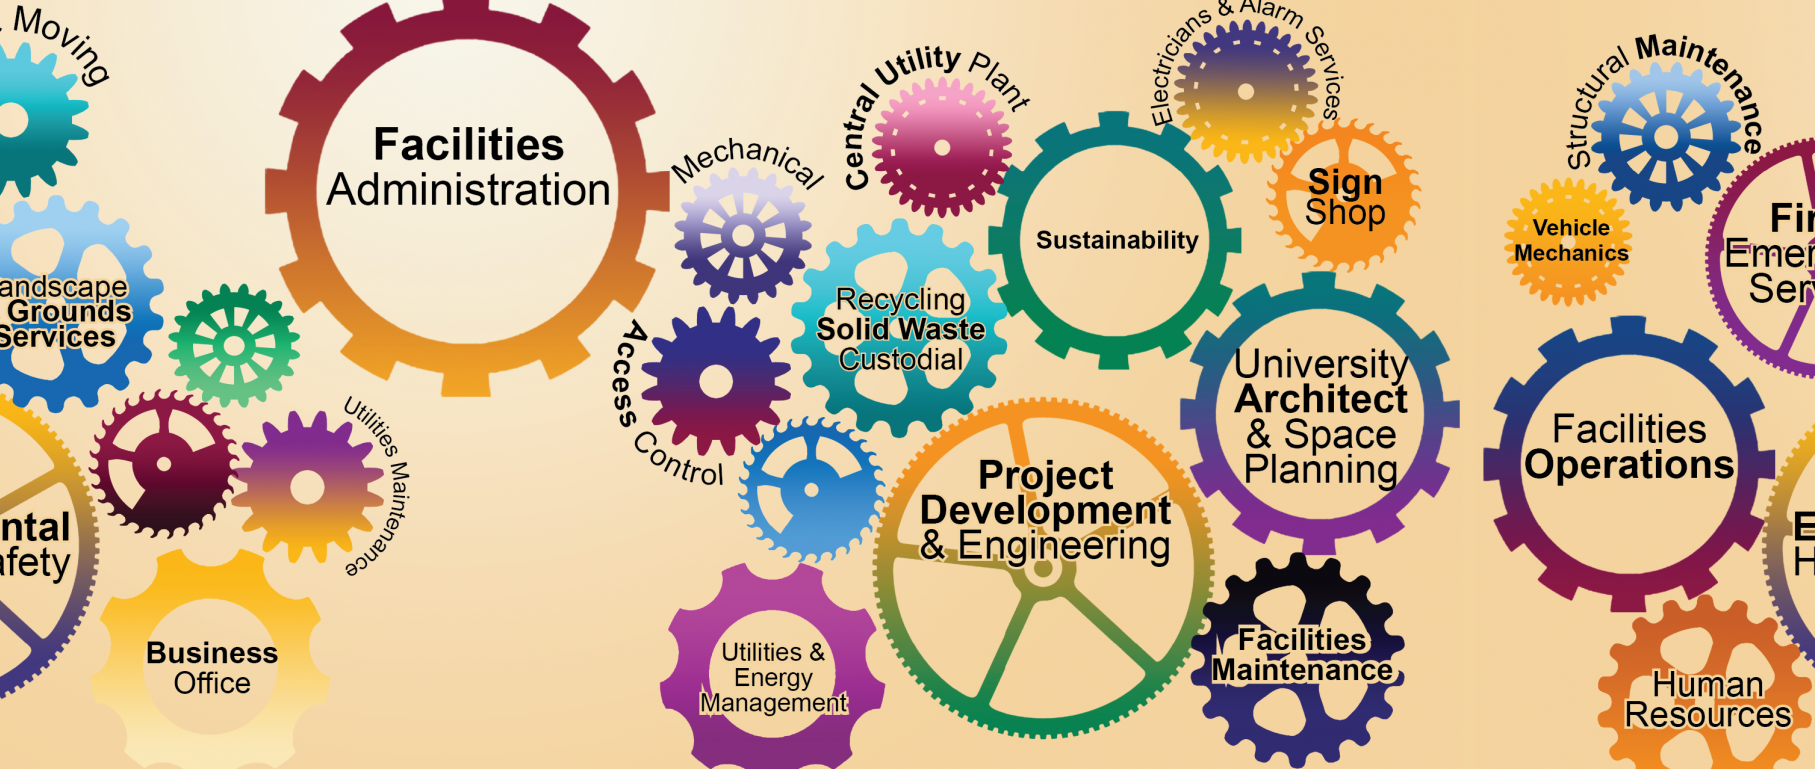 Moving
Facilities
Administration
Mechanical
Central Utility Plant
Electricians & Alarm Services
Structural Maintenance
Sign
Shop
Sustainability
Vehicle
Mechanics
Fir
Emer
Ser
andscape
Grounds
Services
Recycling
Solid Waste
Custodial
Access Control
University
Architect
& Space
Planning
Facilities
Operations
Utilities Maintenance
Project
Development
& Engineering
ntal
afety
E
H
Business
Office
Utilities &
Energy
Management
Facilities
Maintenance
Human
Resources